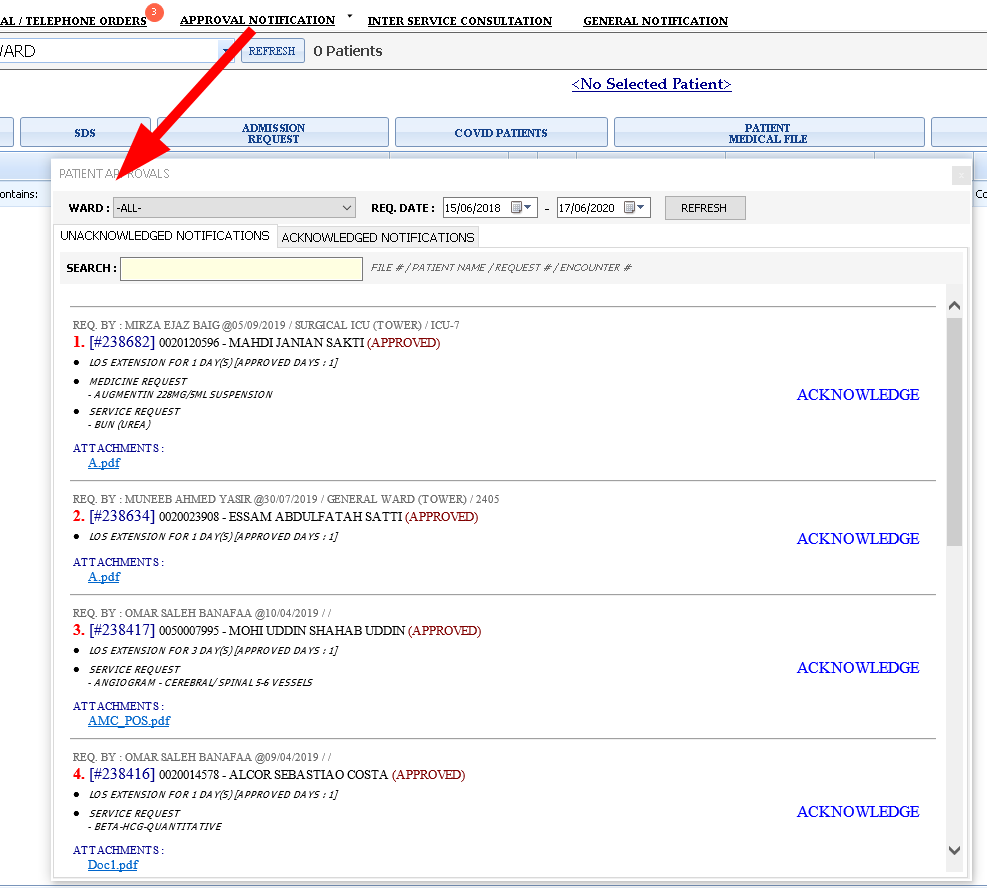 AL / TELEPHONE ORDERS 3 APPROVAL NOTIFICATION INTER SERVICE CONSULTATION GENERAL NOTIFICATION
WARD REFRESH 0 Patients
<No Selected Patient>
SDS ADMISSION REQUEST COVID PATIENTS PATIENT MEDICAL FILE
ontains: Co
PATIENT APPROVALS x
WARD : -ALL- REQ. DATE : 15/06/2018 - 17/06/2020 REFRESH
UNACKNOWLEDGED NOTIFICATIONS ACKNOWLEDGED NOTIFICATIONS
SEARCH : FILE # / PATIENT NAME / REQUEST # / ENCOUNTER #
REQ. BY : MIRZA EJAZ BAIG @05/09/2019 / SURGICAL ICU (TOWER) / ICU-7
1. [#238682] 0020120596 - MAHDI JANIAN SAKTI (APPROVED)
• LOS EXTENSION FOR 1 DAY(S) [APPROVED DAYS : 1]
• MEDICINE REQUEST
- AUGMENTIN 228MG/5ML SUSPENSION
ACKNOWLEDGE
• SERVICE REQUEST
- BUN (UREA)
ATTACHMENTS :
A.pdf
REQ. BY : MUNEEB AHMED YASIR @30/07/2019 / GENERAL WARD (TOWER) / 2405
2. [#238634] 0020023908 - ESSAM ABDULFATAH SATTI (APPROVED)
• LOS EXTENSION FOR 1 DAY(S) [APPROVED DAYS : 1]
ACKNOWLEDGE
ATTACHMENTS :
A.pdf
REQ. BY : OMAR SALEH BANAFAA @10/04/2019 / /
3. [#238417] 0050007995 - MOHI UDDIN SHAHAB UDDIN (APPROVED)
• LOS EXTENSION FOR 3 DAY(S) [APPROVED DAYS : 1]
• SERVICE REQUEST
ACKNOWLEDGE
- ANGIOGRAM - CEREBRAL/ SPINAL 5-6 VESSELS
ATTACHMENTS :
AMC_POS.pdf
REQ. BY : OMAR SALEH BANAFAA @09/04/2019 / /
4. [#238416] 0020014578 - ALCOR SEBASTIAO COSTA (APPROVED)
• LOS EXTENSION FOR 1 DAY(S) [APPROVED DAYS : 1]
• SERVICE REQUEST
ACKNOWLEDGE
- BETA-HCG-QUANTITATIVE
ATTACHMENTS :
Doc1.pdf